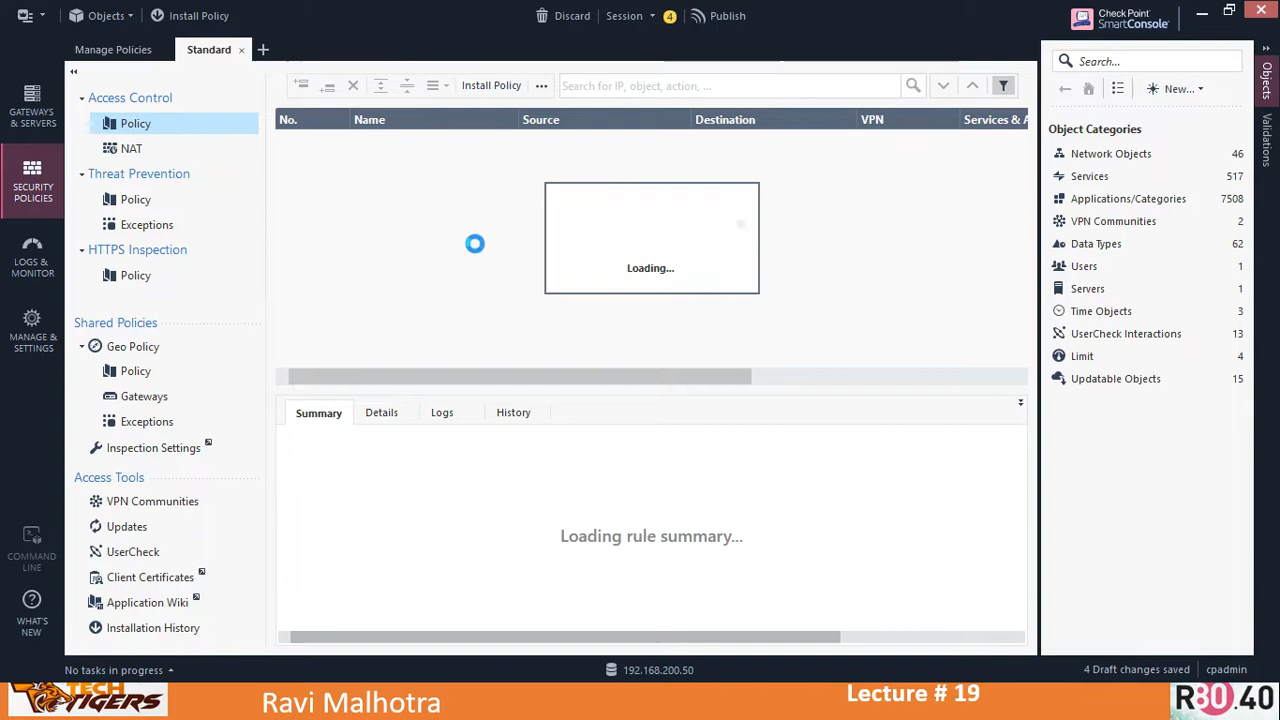 Objects
Install Policy
Discard
Session
4
Publish
Check Point
SmartConsole
Manage Policies
Standard
GATEWAYS
& SERVERS
SECURITY
POLICIES
LOGS &
MONITOR
MANAGE &
SETTINGS
COMMAND
LINE
WHAT'S
NEW
Access Control
Policy
NAT
Threat Prevention
Policy
Exceptions
HTTPS Inspection
Policy
Shared Policies
Geo Policy
Policy
Gateways
Exceptions
Inspection Settings
Access Tools
VPN Communities
Updates
UserCheck
Client Certificates
Application Wiki
Installation History
Install Policy
Search for IP, object, action, ...
No. Name Source Destination VPN Services & A
Loading...
Summary Details Logs History
Loading rule summary...
Search...
New...
Object Categories
Network Objects 46
Services 517
Applications/Categories 7508
VPN Communities 2
Data Types 62
Users 1
Servers 1
Time Objects 3
UserCheck Interactions 13
Limit 4
Updatable Objects 15
Objects
Validations
No tasks in progress
192.168.200.50
4 Draft changes saved
cpadmin
TECH
TIGERS
Ravi Malhotra
Lecture # 19
R80.40